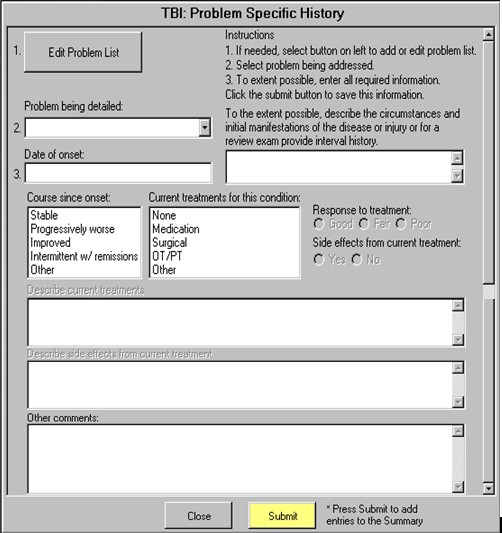 TBI: Problem Specific History
1.
Edit Problem List
Instructions
1. If needed, select button on left to add or edit problem list.
2. Select problem being addressed.
3. To extent possible, enter all required information.
Click the submit button to save this information.
Problem being detailed:
2.
To the extent possible, describe the circumstances and
initial manifestations of the disease or injury or for a
review exam provide interval history.
Date of onset:
3.
Course since onset:
Stable
Progressively worse
Improved
Intermittent w/ remissions
Other
Current treatments for this condition:
None
Medication
Surgical
OT/PT
Other
Response to treatment:
Good Fair Poor
Side effects from current treatment:
Yes No
Describe current treatments
Describe side effects from current treatment
Other comments:
Close
Submit
* Press Submit to add
entries to the Summary